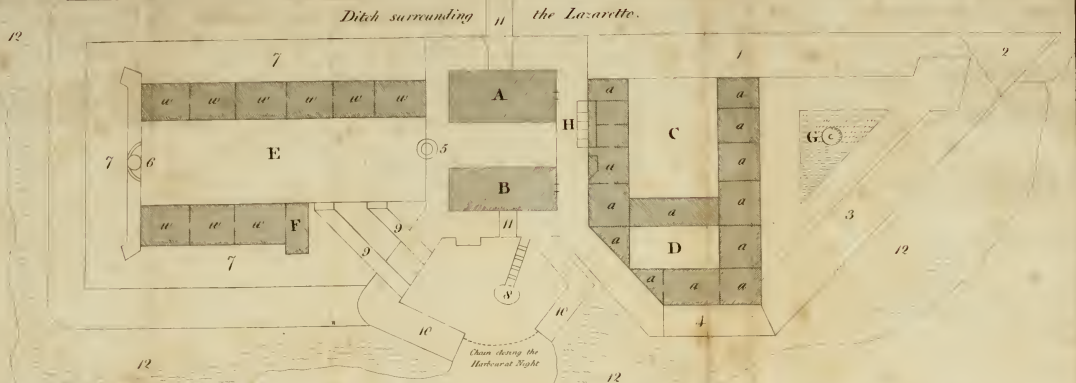 Ditch surrounding 11 the Lazaretto.
12
7
1
2
w w w w w w
A
a
a
H
C
a
G c
E
5
7
6
a
a
B
a
a
3
w w w
F
11
a
a
D
12
7
9
9
8
a
a
a
10
10
4
Chain closing the
Harbour at Night
12
12